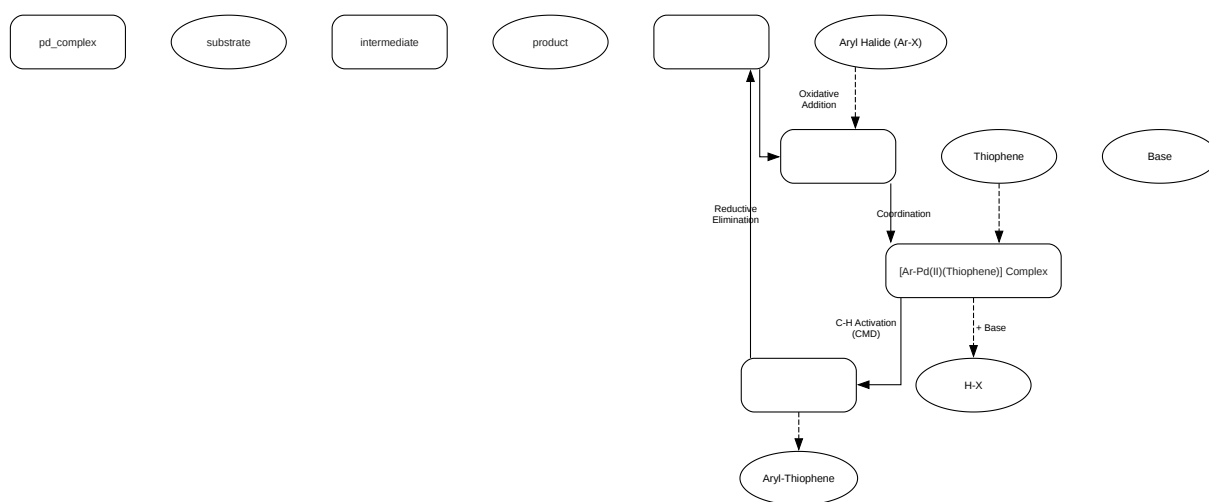 pd_complex
substrate
intermediate
product
Aryl Halide (Ar-X)
Oxidative
Addition
Thiophene
Base
Reductive
Elimination
Coordination
[Ar-Pd(II)(Thiophene)] Complex
C-H Activation
(CMD)
+ Base
H-X
Aryl-Thiophene